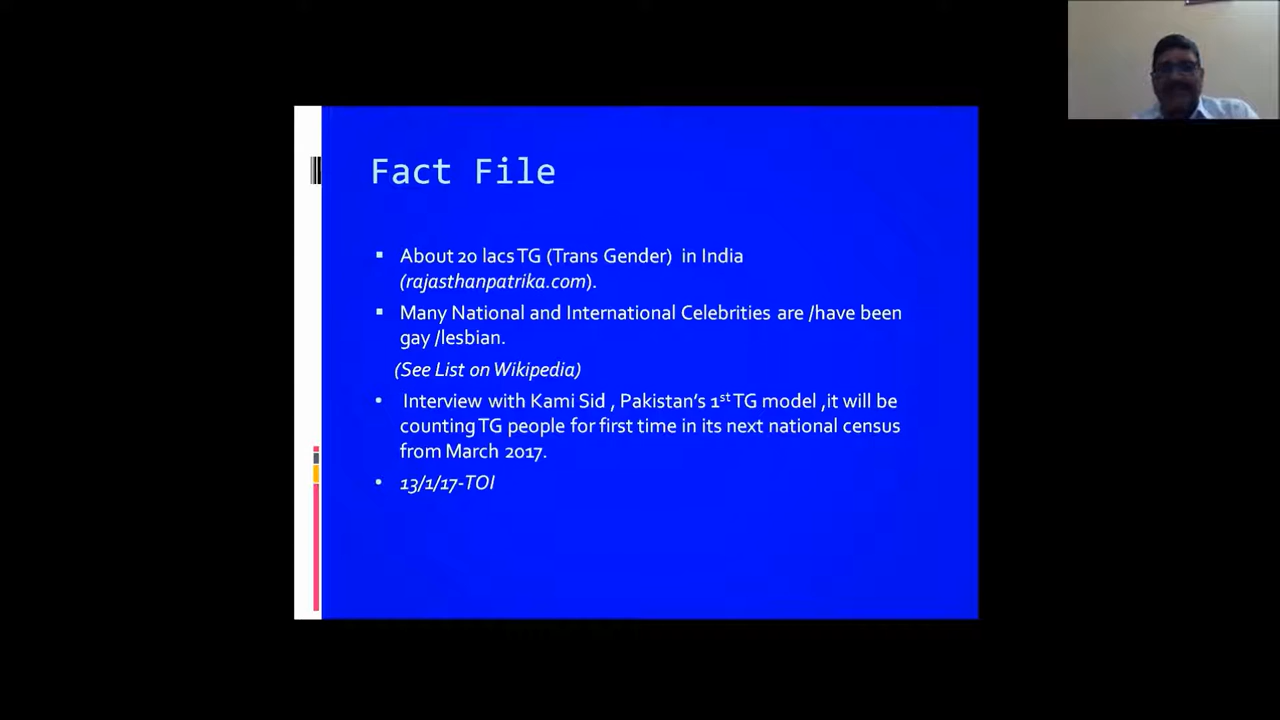 Fact File
About 20 lacs TG (Trans Gender) in India
(rajasthanpatrika.com).
Many National and International Celebrities are /have been
gay /lesbian.
(See List on Wikipedia)
Interview with Kami Sid , Pakistan's 1st TG model ,it will be
counting TG people for first time in its next national census
from March 2017.
13/1/17-TOI